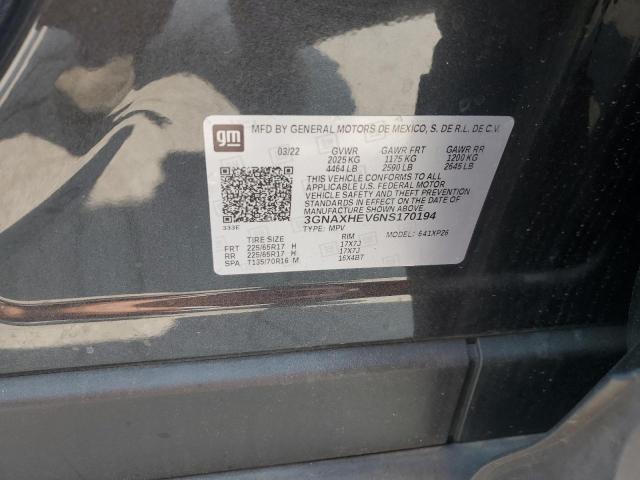 gm
MFD BY GENERAL MOTORS DE MEXICO, S. DE R.L. DE C.V.
03/22 GVWR GAWR FRT GAWR RR
2025 KG 1175 KG 1200 KG
4464 LB 2590 LB 2645 LB
THIS VEHICLE CONFORMS TO ALL
APPLICABLE U.S. FEDERAL MOTOR
VEHICLE SAFETY AND THEFT PREVENTION
STANDARDS IN EFFECT ON THE DATE OF
MANUFACTURE SHOWN ABOVE.
333E
3GNAXHEV6NS170194
TYPE: MPV MODEL: 641XP26
TIRE SIZE RIM
FRT 225/65R17 H 17X7J
RR 225/65R17 H 17X7J
SPA T135/70R16 M 16X4BT